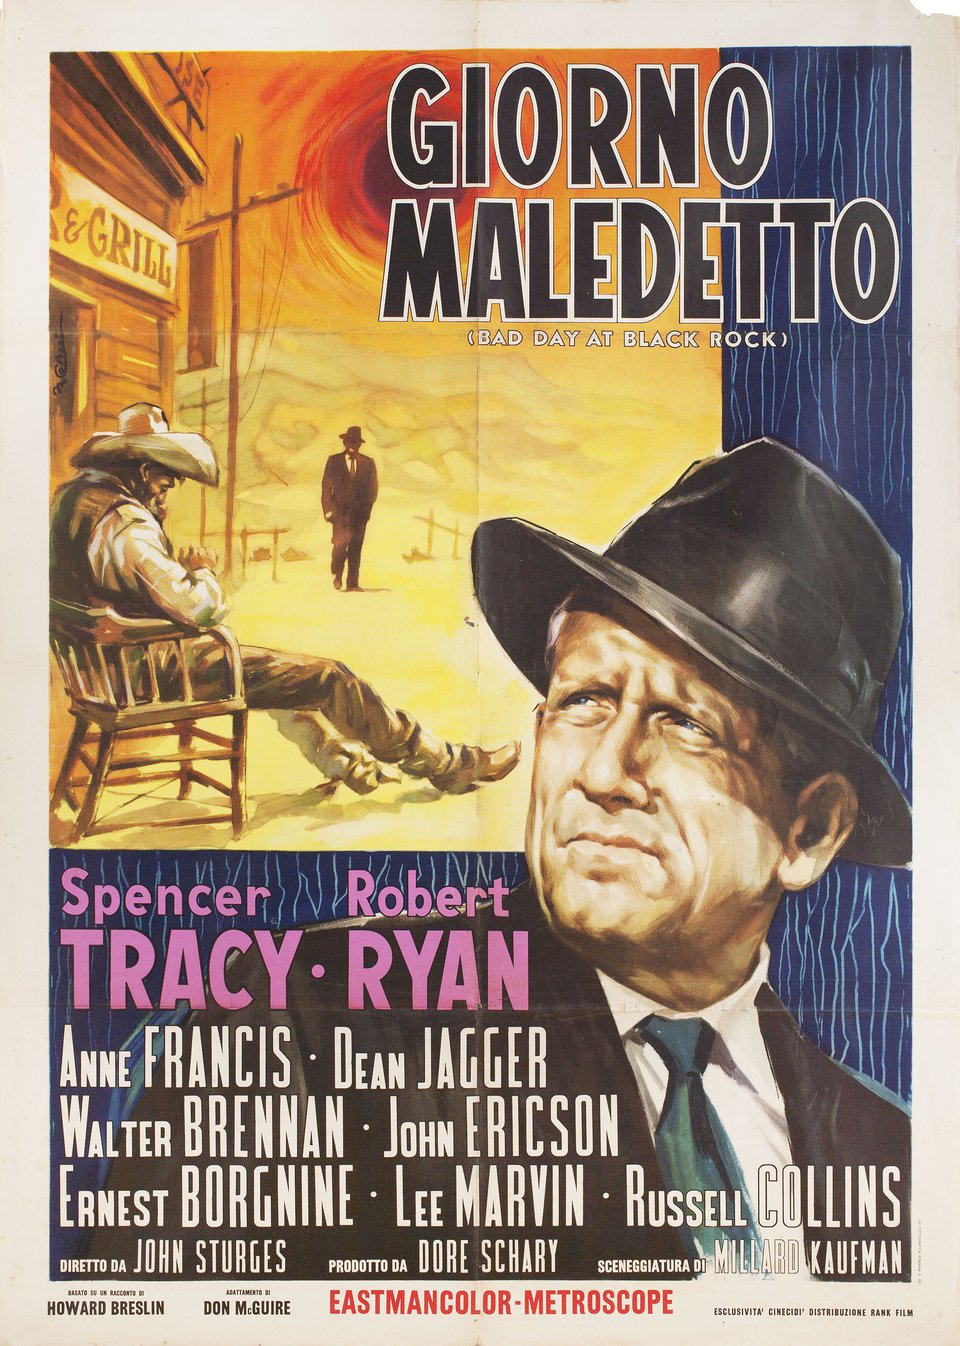 GIORNO
MALEDETTO
(BAD DAY AT BLACK ROCK)
& GRILL
Spencer Robert
TRACY · RYAN
ANNE FRANCIS · DEAN JAGGER
WALTER BRENNAN · JOHN ERICSON
ERNEST BORGNINE · LEE MARVIN · RUSSELL COLLINS
DIRETTO DA JOHN STURGES PRODOTTO DA DORE SCHARY SCENEGGIATURA DI MILLARD KAUFMAN
BASATO SU UN RACCONTO DI
HOWARD BRESLIN
ADATTAMENTO DI
DON McGUIRE
EASTMANCOLOR-METROSCOPE
ESCLUSIVITA' CINECIDI' DISTRIBUZIONE RANK FILM